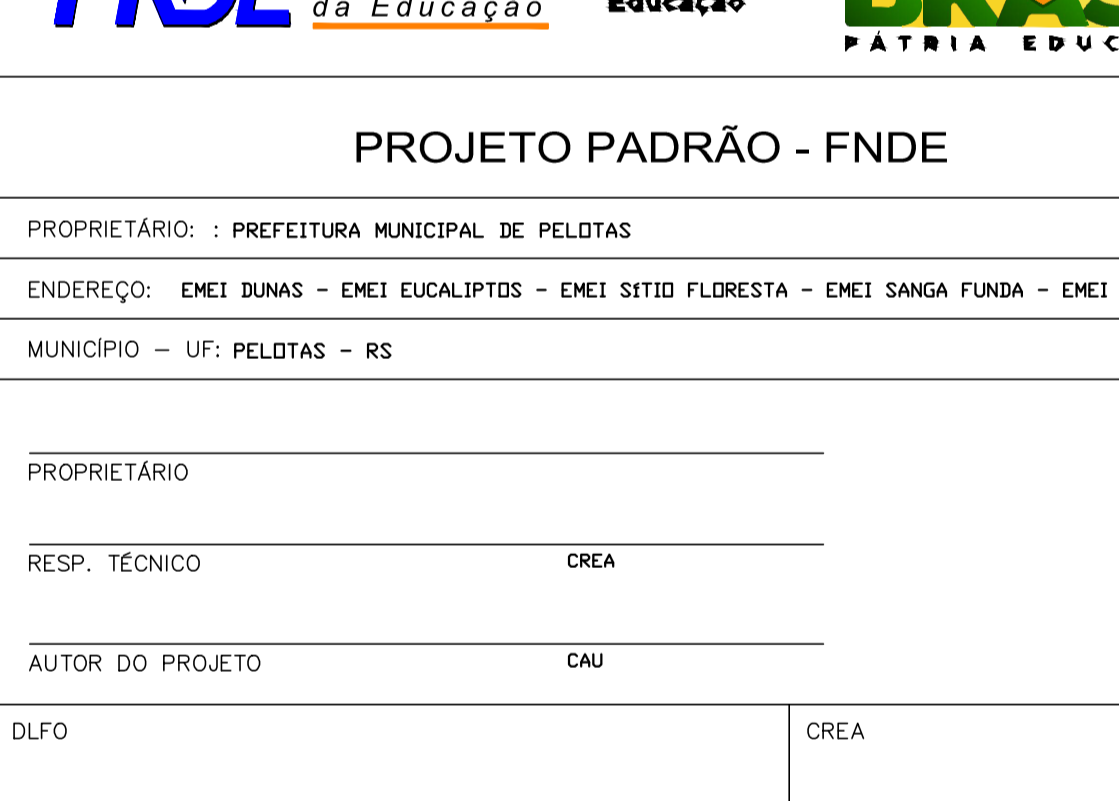 da Educação
Educação
PÁTRIA EDUC
PROJETO PADRÃO - FNDE
PROPRIETÁRIO: : PREFEITURA MUNICIPAL DE PELOTAS
ENDEREÇO: EMEI DUNAS - EMEI EUCALIPTOS - EMEI SÍTIO FLORESTA - EMEI SANGA FUNDA - EMEI
MUNICÍPIO - UF: PELOTAS - RS
PROPRIETÁRIO
RESP. TÉCNICO CREA
AUTOR DO PROJETO CAU
DLFO CREA